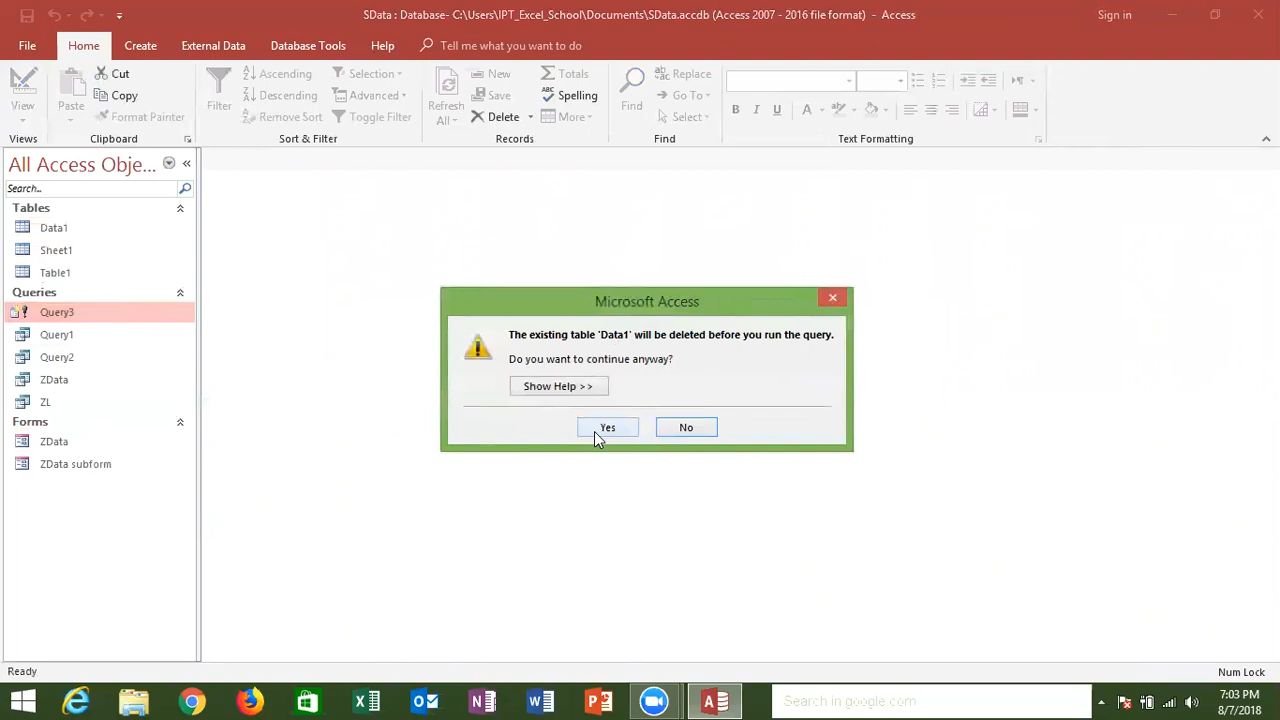 SData : Database- C:\Users\IPT_Excel_School\Documents\SData.accdb (Access 2007 - 2016 file format) - Access
Sign in
File
Home
Create
External Data
Database Tools
Help
Tell me what you want to do
View
Views
Paste
Cut
Copy
Format Painter
Clipboard
Filter
Ascending
Descending
Remove Sort
Selection
Advanced
Toggle Filter
Sort & Filter
Refresh
All
New
Save
Delete
Totals
Spelling
More
Records
Find
Replace
Go To
Select
Find
B I U A
Text Formatting
All Access Obje...
Search...
Tables
Data1
Sheet1
Table1
Queries
Query3
Query1
Query2
ZData
ZL
Forms
ZData
ZData subform
Microsoft Access
The existing table 'Data1' will be deleted before you run the query.
Do you want to continue anyway?
Show Help >>
Yes
No
Ready
Num Lock
Search in google.com
7:03 PM
8/7/2018